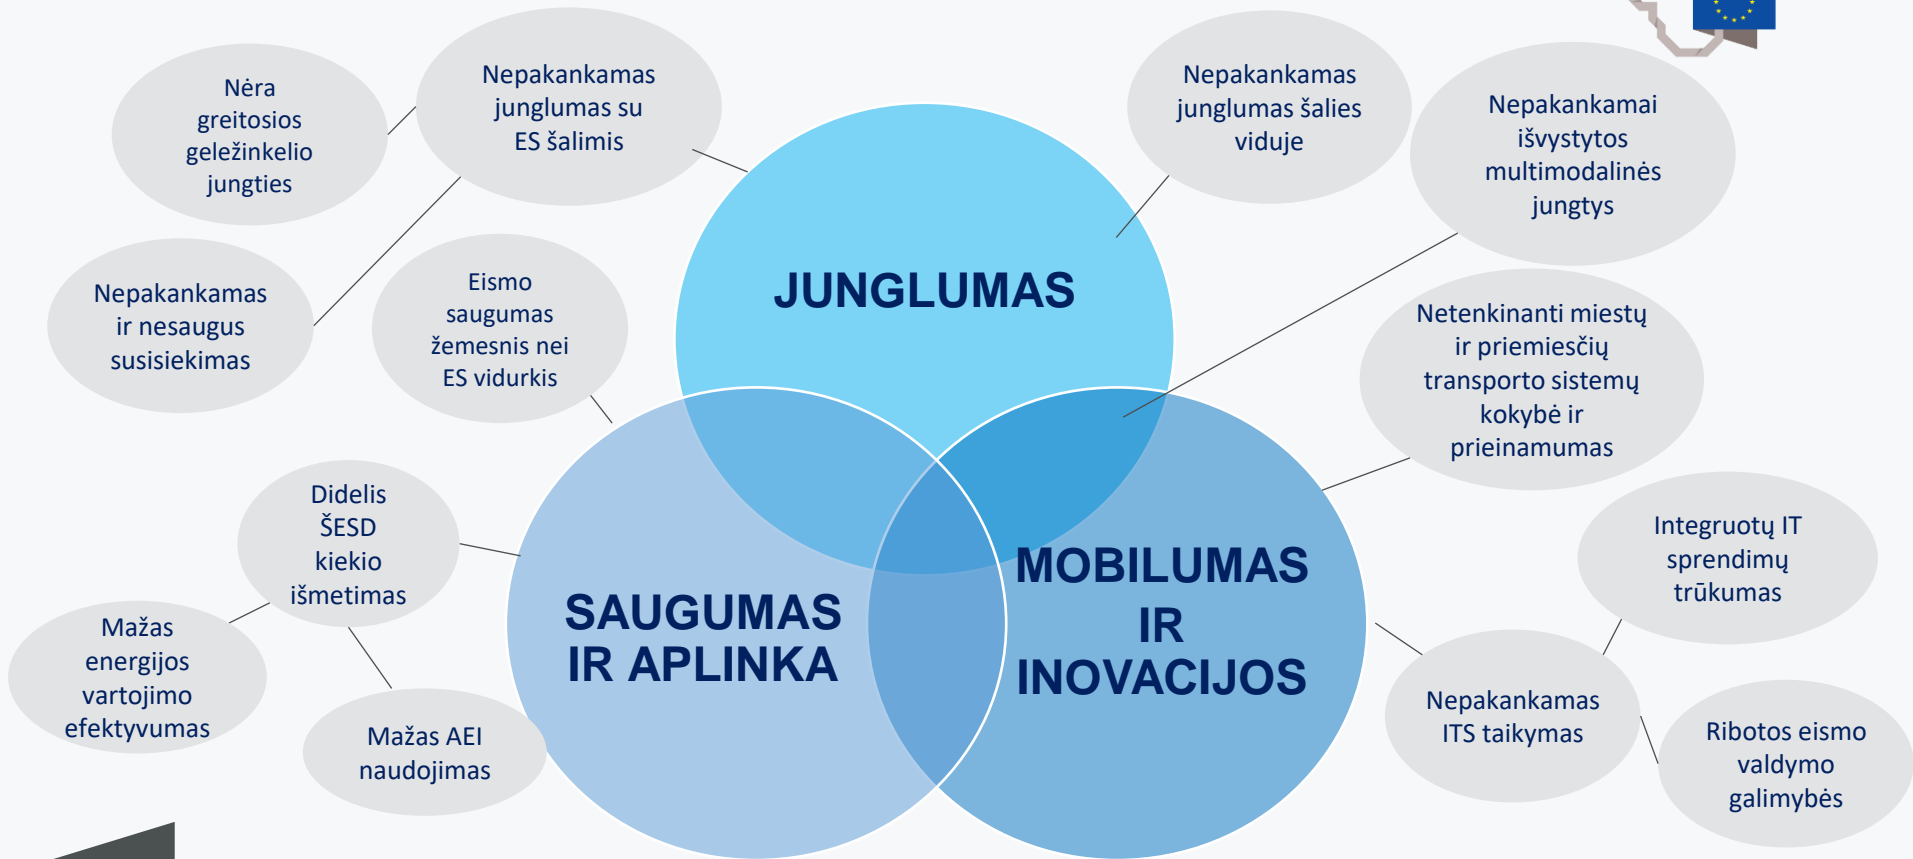 Nėra
greitosios
geležinkelio
jungties
Nepakankamas
junglumas su
ES šalimis
Nepakankamas
junglumas šalies
viduje
Nepakankamai
išvystytos
multimodalinės
jungtys
Nepakankamas
ir nesaugus
susisiekimas
Eismo
saugumas
žemesnis nei
ES vidurkis
JUNGLUMAS
Netenkinanti miestų
ir priemiesčių
transporto sistemų
kokybė ir
prieinamumas
Didelis
ŠESD
kiekio
išmetimas
Mažas
energijos
vartojimo
efektyvumas
Mažas AEI
naudojimas
SAUGUMAS
IR APLINKA
MOBILUMAS
IR
INOVACIJOS
Integruotų IT
sprendimų
trūkumas
Nepakankamas
ITS taikymas
Ribotos eismo
valdymo
galimybės